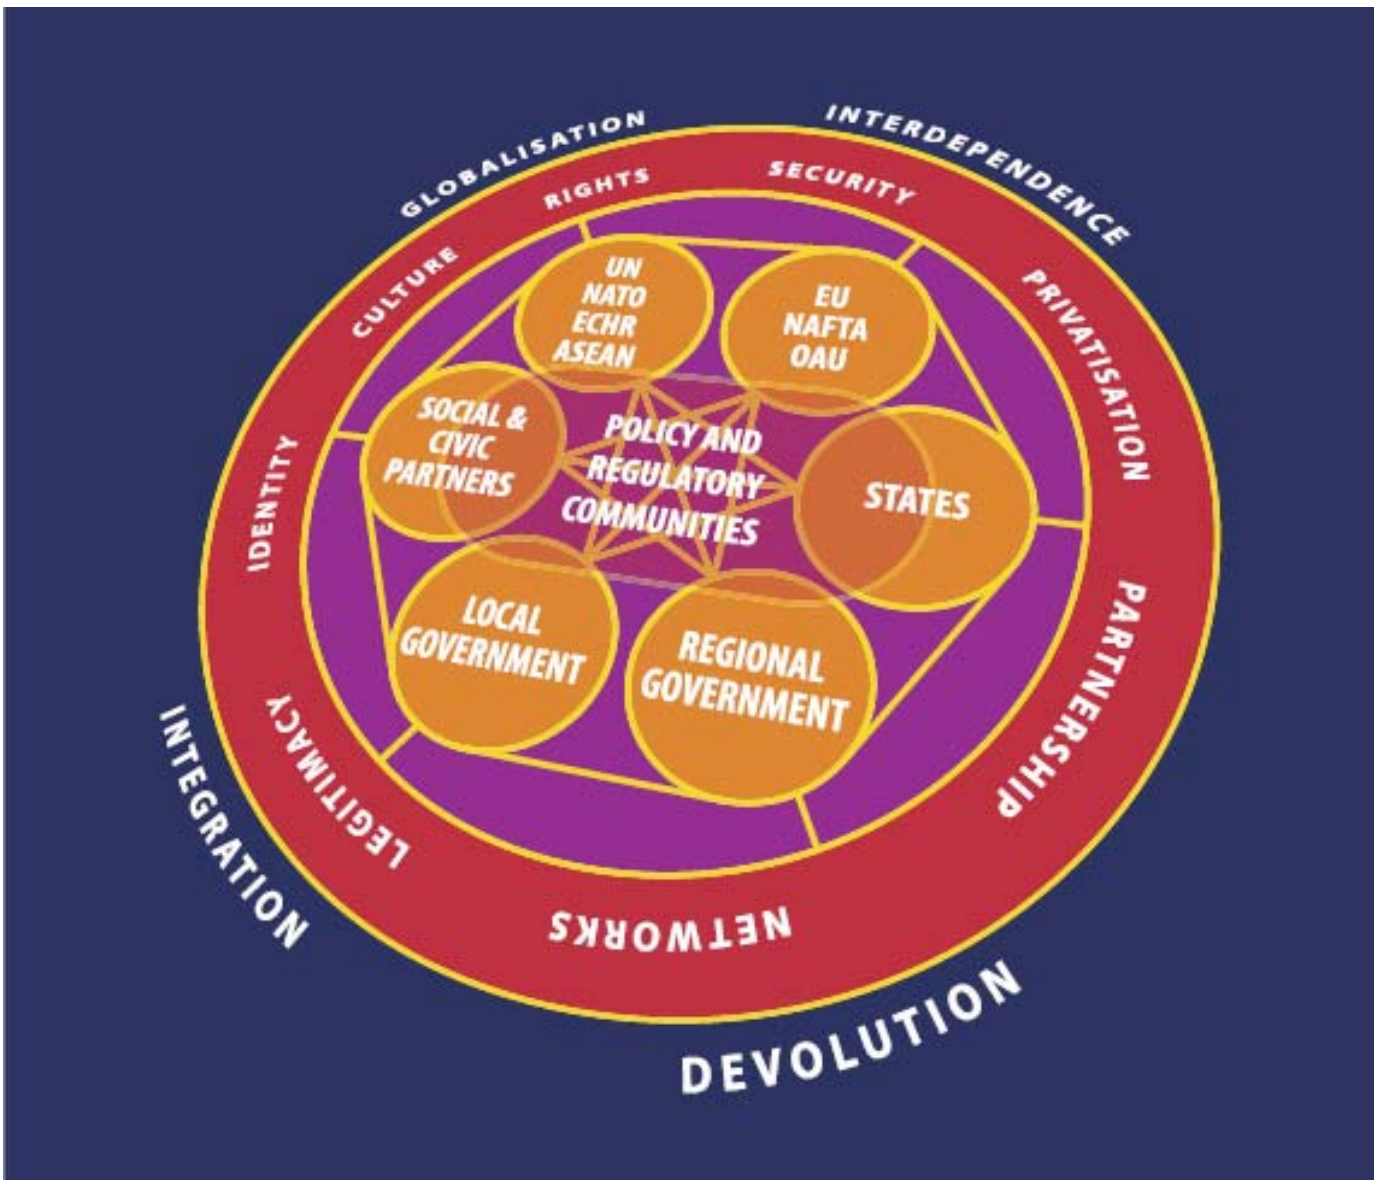 GLOBALISATION
INTERDEPENDENCE
RIGHTS
SECURITY
CULTURE
PRIVATISATION
IDENTITY
PARTNERSHIP
LEGITIMACY
NETWORKS
INTEGRATION
DEVOLUTION
UN
NATO
ECHR
ASEAN
EU
NAFTA
OAU
SOCIAL &
CIVIC
PARTNERS
POLICY AND
REGULATORY
COMMUNITIES
STATES
LOCAL
GOVERNMENT
REGIONAL
GOVERNMENT